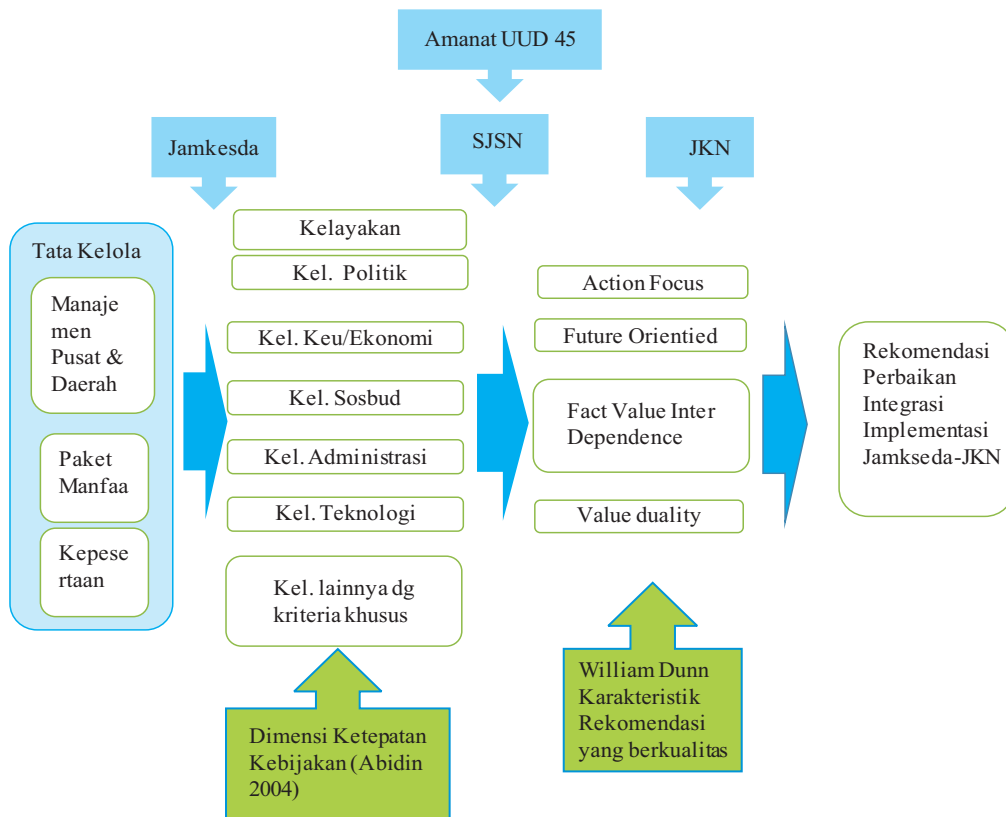 Amanat UUD 45
Jamkesda
SJSN
JKN
Tata Kelola
Manaje
men
Pusat &
Daerah
Paket
Manfaa
Kepese
rtaan
Kelayakan
Kel. Politik
Kel. Keu/Ekonomi
Kel. Sosbud
Kel. Administrasi
Kel. Teknologi
Kel. lainnya dg
kriteria khusus
Action Focus
Future Orientied
Fact Value Inter
Dependence
Value duality
Rekomendasi
Perbaikan
Integrasi
Implementasi
Jamkseda-JKN
Dimensi Ketepatan
Kebijakan (Abidin
2004)
William Dunn
Karakteristik
Rekomendasi
yang berkualitas